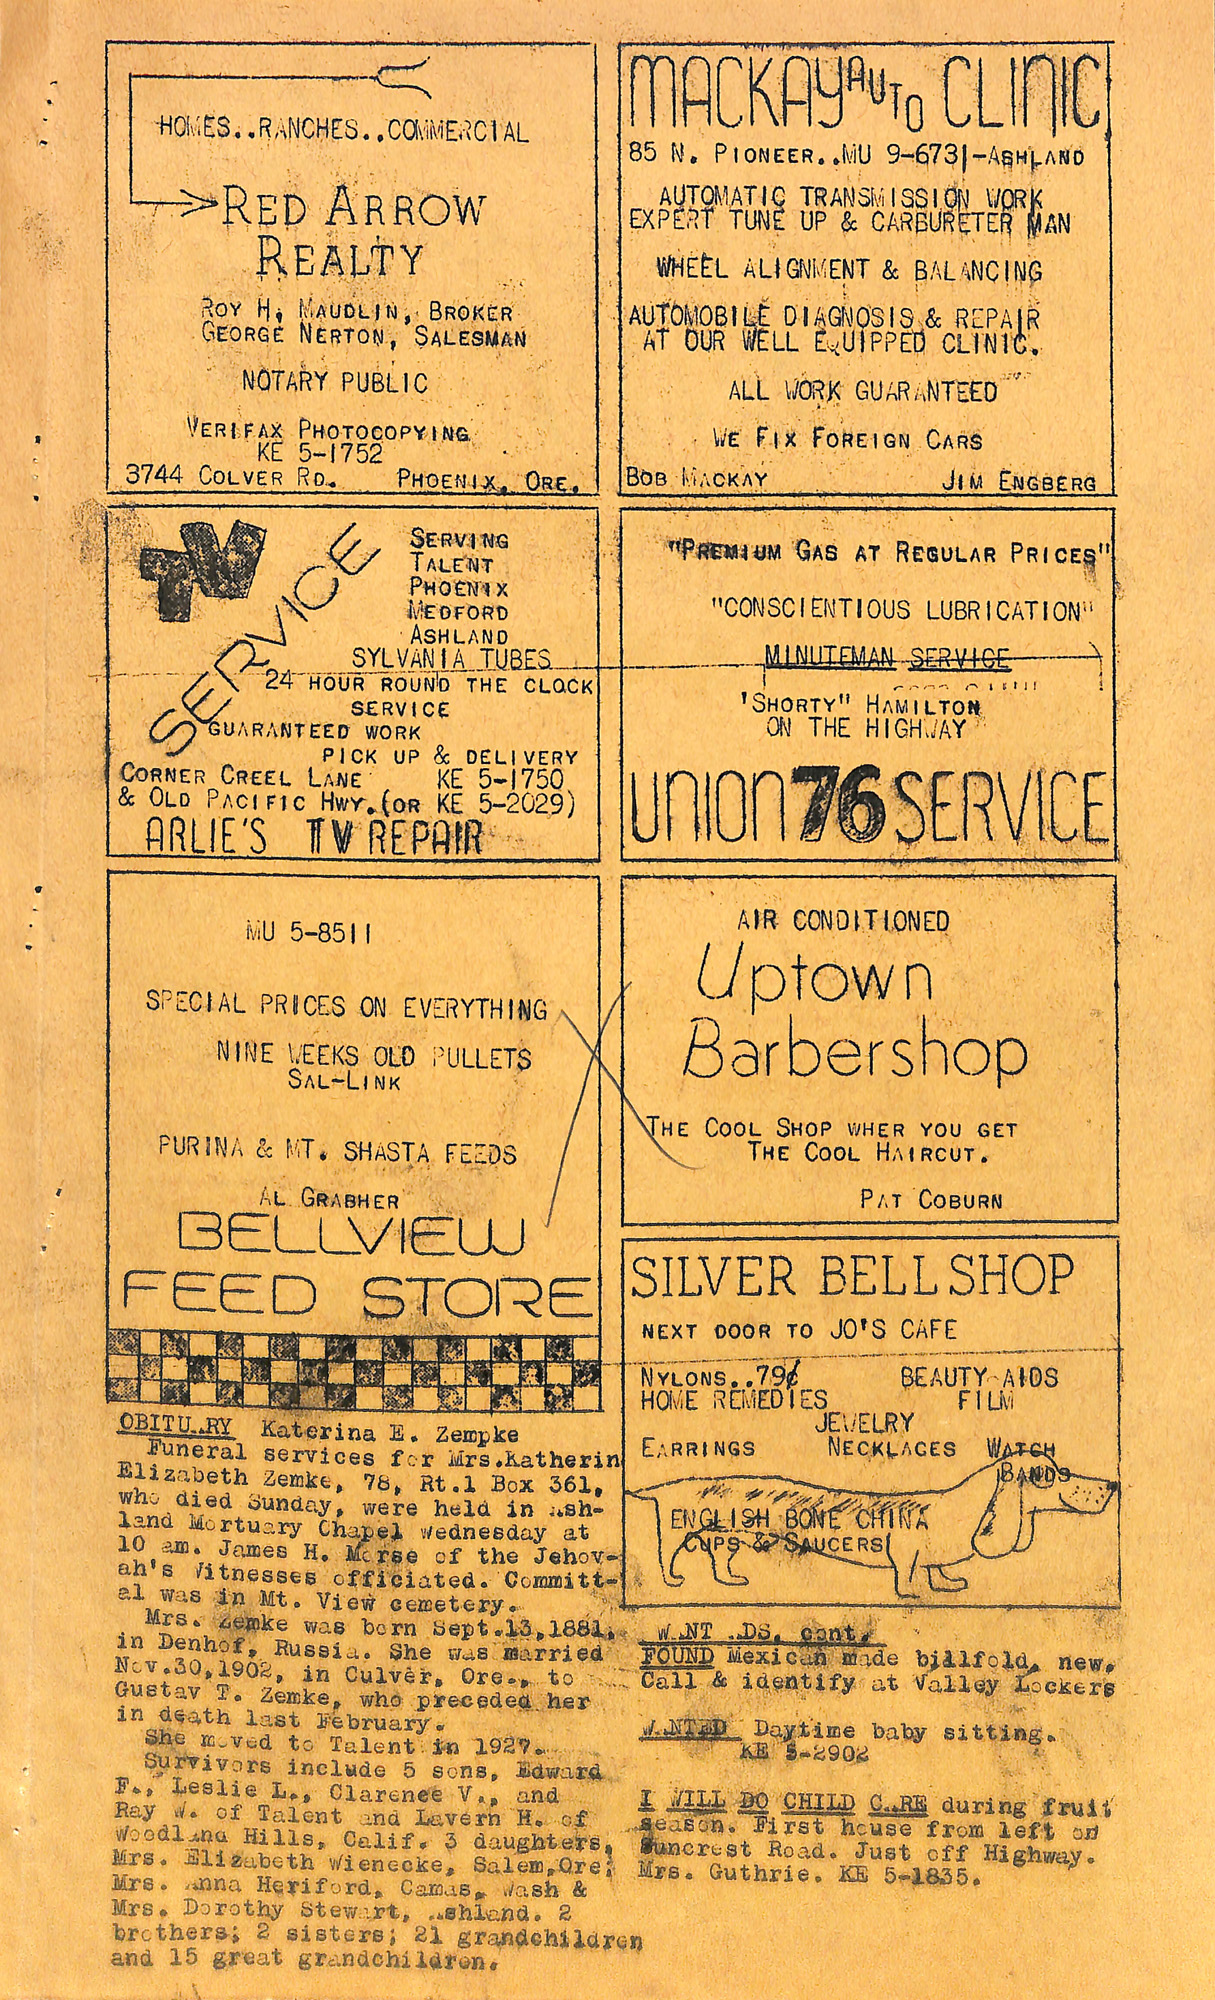 HOMES..RANCHES..COMMERCIAL
RED ARROW
REALTY
ROY H. MAUDLIN, BROKER
GEORGE NERTON, SALESMAN
NOTARY PUBLIC
VERIFAX PHOTOCOPYING
KE 5-1752
3744 COLVER RD. PHOENIX, ORE.
MACKAY AUTO CLINIC
85 N. PIONEER..MU 9-6731-ASHLAND
AUTOMATIC TRANSMISSION WORK
EXPERT TUNE UP & CARBURETER MAN
WHEEL ALIGNMENT & BALANCING
AUTOMOBILE DIAGNOSIS & REPAIR
AT OUR WELL EQUIPPED CLINIC.
ALL WORK GUARANTEED
WE FIX FOREIGN CARS
BOB MACKAY JIM ENGBERG
TV
SERVICE
SERVING
TALENT
PHOENIX
MEDFORD
ASHLAND
SYLVANIA TUBES
24 HOUR ROUND THE CLOCK
SERVICE
GUARANTEED WORK
PICK UP & DELIVERY
CORNER CREEL LANE KE 5-1750
& OLD PACIFIC HWY.(OR KE 5-2029)
ARLIE'S TV REPAIR
"PREMIUM GAS AT REGULAR PRICES"
"CONSCIENTIOUS LUBRICATION"
MINUTEMAN SERVICE
'SHORTY" HAMILTON
ON THE HIGHWAY
UNION 76 SERVICE
MU 5-8511
SPECIAL PRICES ON EVERYTHING
NINE WEEKS OLD PULLETS
SAL-LINK
PURINA & MT. SHASTA FEEDS
AL GRABHER
BELLVIEW
FEED STORE
AIR CONDITIONED
Uptown
Barbershop
THE COOL SHOP WHER YOU GET
THE COOL HAIRCUT.
PAT COBURN
SILVER BELL SHOP
NEXT DOOR TO JO'S CAFE
NYLONS..79¢ BEAUTY AIDS
HOME REMEDIES FILM
JEWELRY
EARRINGS NECKLACES WATCH
BANDS
ENGLISH BONE CHINA
CUPS & SAUCERS
OBITUARY Katerina E. Zempke
Funeral services for Mrs.Katherin
Elizabeth Zemke, 78, Rt.1 Box 361,
who died Sunday, were held in Ash-
land Mortuary Chapel Wednesday at
10 am. James H. Morse of the Jehov-
ah's Witnesses officiated. Committ-
al was in Mt. View cemetery.
Mrs. Zemke was born Sept.13,1881,
in Denhof, Russia. She was married
Nov.30,1902, in Culver, Ore., to
Gustav T. Zemke, who preceded her
in death last February.
She moved to Talent in 1927.
Survivors include 5 sons, Edward
F., Leslie L., Clarence V., and
Ray W. of Talent and Lavern H. of
Woodland Hills, Calif. 3 daughters,
Mrs. Elizabeth Wienecke, Salem,Ore;
Mrs. Anna Heriford, Camas, Wash &
Mrs. Dorothy Stewart, Ashland. 2
brothers; 2 sisters; 21 grandchildren
and 15 great grandchildren.
WANT ADS, cont.
FOUND Mexican made billfold, new.
Call & identify at Valley Lockers
WANTED Daytime baby sitting.
KE 5-2902
I WILL DO CHILD CARE during fruit
season. First house from left on
Suncrest Road. Just off Highway.
Mrs. Guthrie. KE 5-1835.